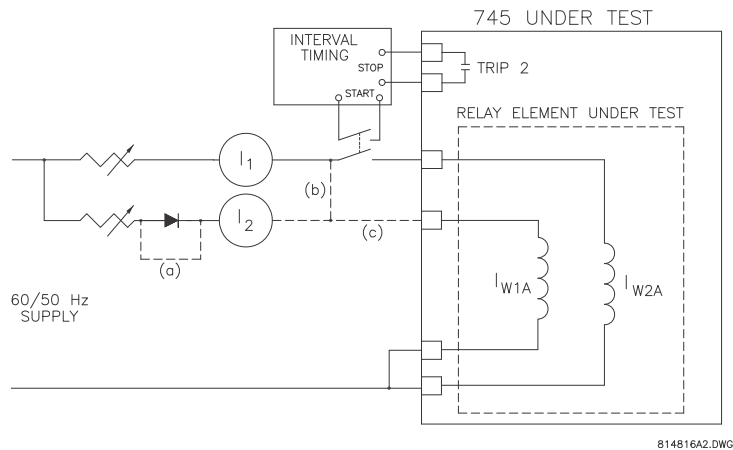 745 UNDER TEST
INTERVAL
TIMING
STOP
START
TRIP 2
RELAY ELEMENT UNDER TEST
I1
(b)
I2
(c)
(a)
IW1A
IW2A
60/50 Hz
SUPPLY
814816A2.DWG